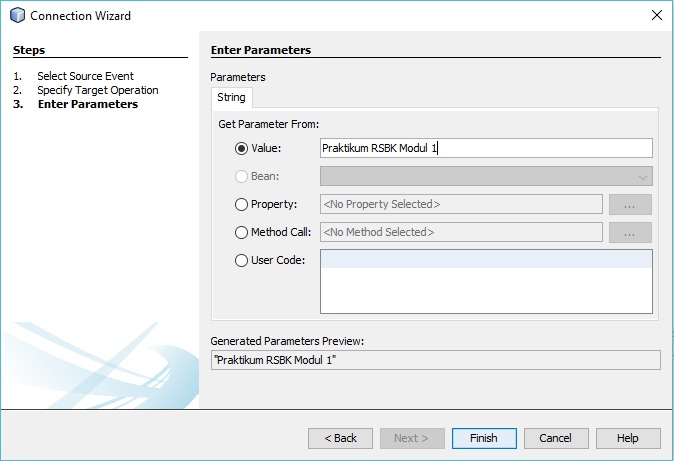 Connection Wizard
Steps
1. Select Source Event
2. Specify Target Operation
3. Enter Parameters
Enter Parameters
Parameters
String
Get Parameter From:
Value: Praktikum RSBK Modul 1
Bean:
Property: <No Property Selected> ...
Method Call: <No Method Selected> ...
User Code:
Generated Parameters Preview:
"Praktikum RSBK Modul 1"
< Back Next > Finish Cancel Help